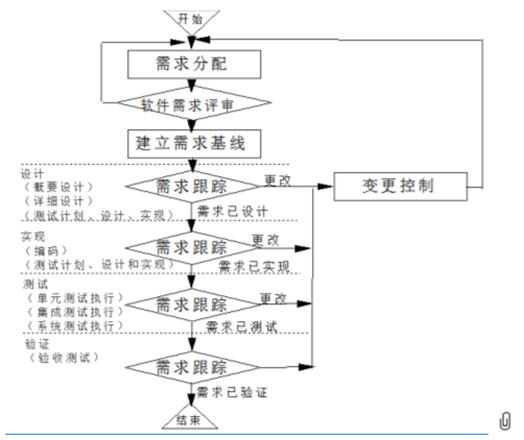 开始
需求分配
软件需求评审
建立需求基线
设计
（概要设计）
（详细设计）
（测试计划、设计、实现）
需求跟踪
更改
变更控制
需求已设计
实现
（编码）
（测试计划、设计和实现）
需求跟踪
更改
需求已实现
测试
（单元测试执行）
（集成测试执行）
（系统测试执行）
需求跟踪
更改
需求已测试
验证
（验收测试）
需求跟踪
需求已验证
结束